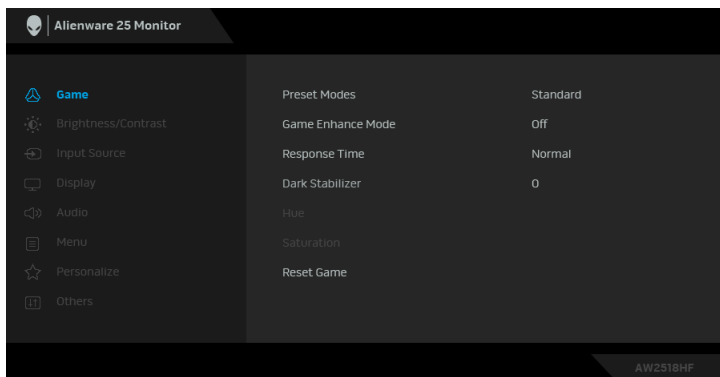 Alienware 25 Monitor
Game
Brightness/Contrast
Input Source
Display
Audio
Menu
Personalize
Others
Preset Modes Standard
Game Enhance Mode Off
Response Time Normal
Dark Stabilizer 0
Hue
Saturation
Reset Game
AW2518HF